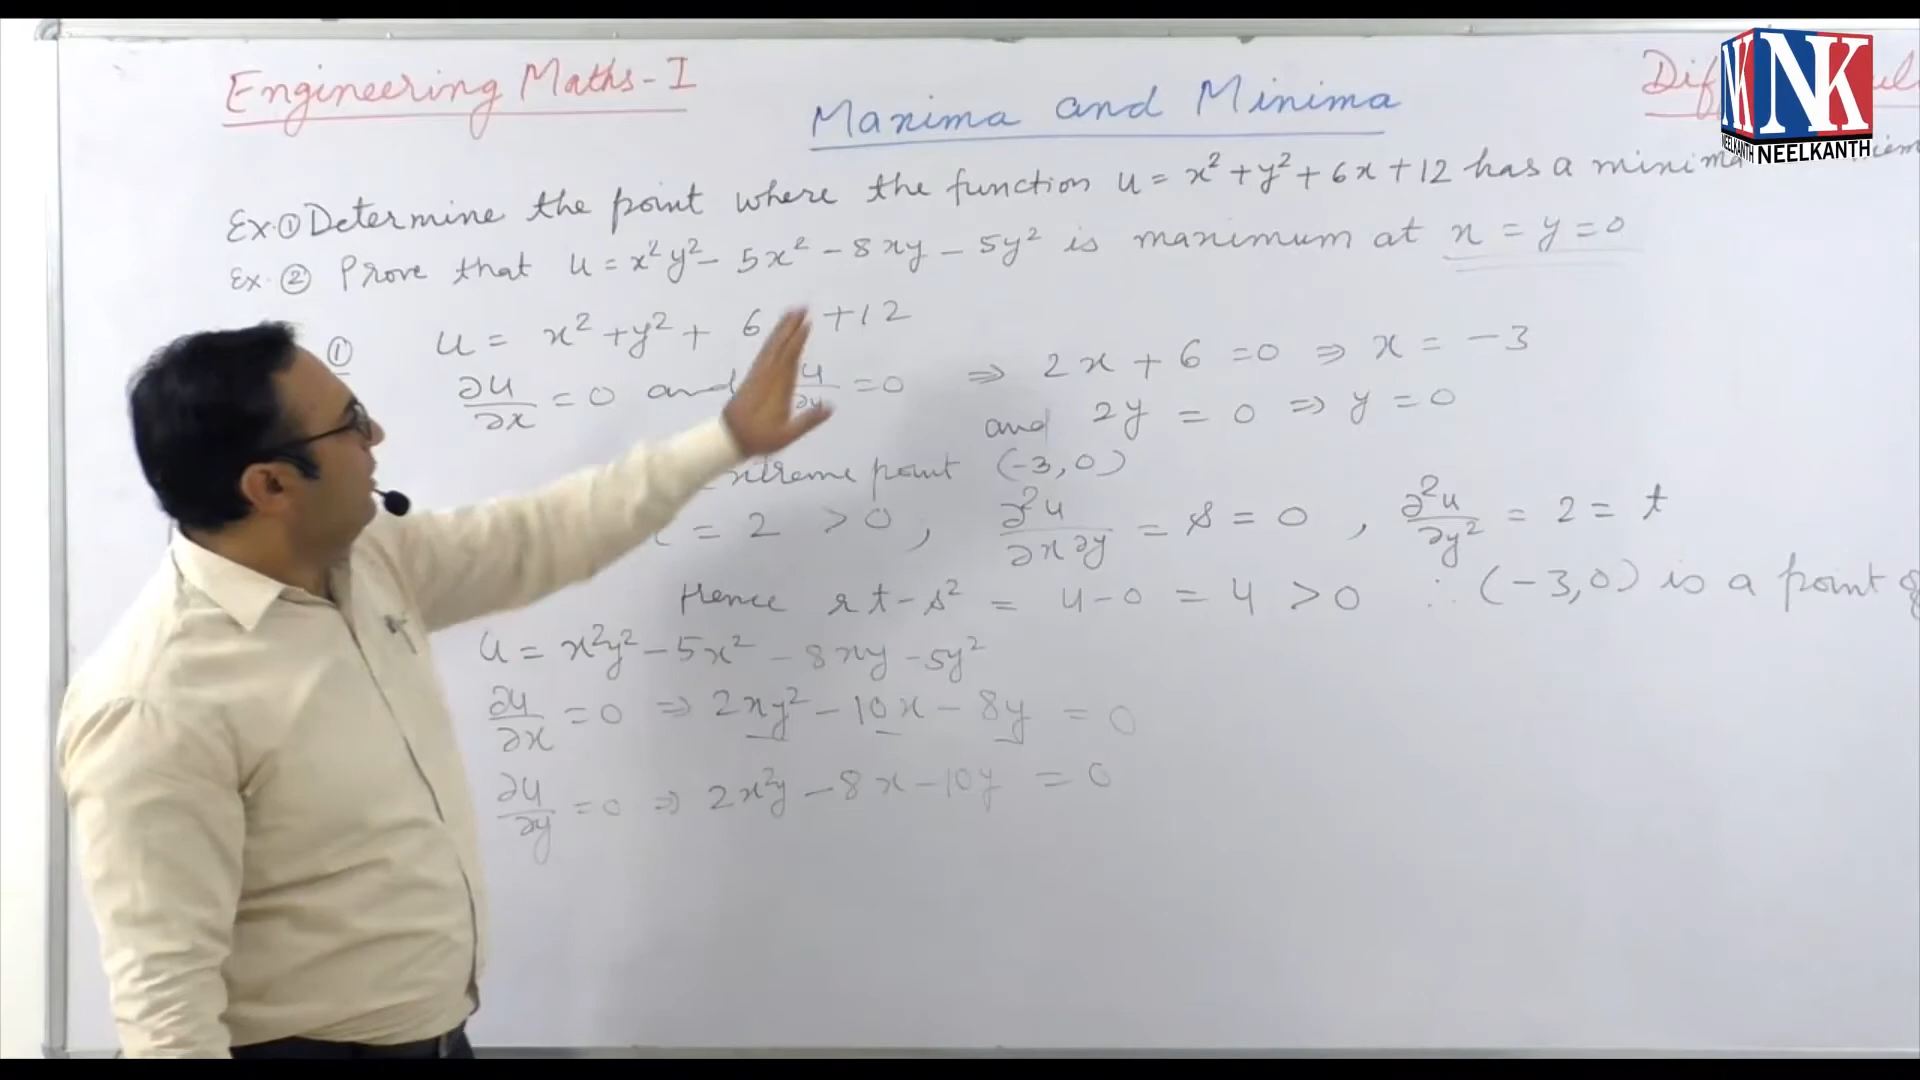 Engineering Maths-I
Maxima and Minima
NK
NK
NEELKANTH
NEELKANTH
Ex.① Determine the point where the function u = x² + y² + 6x + 12 has a
Ex.② Prove that u = x²y² - 5x² - 8xy - 5y² is maximum at x = y = 0
① u = x² + y² + 6 +12
∂u/∂x = 0 and = 0 ⇒ 2x + 6 = 0 ⇒ x = -3
and 2y = 0 ⇒ y = 0
point (-3,0)
= 2 > 0 , ∂²u/∂x∂y = s = 0 , ∂²u/∂y² = 2 = t
Hence rt - s² = 4 - 0 = 4 > 0 ∴ (-3,0) is a point
u = x²y² - 5x² - 8xy - 5y²
∂u/∂x = 0 ⇒ 2xy² - 10x - 8y = 0
∂u/∂y = 0 ⇒ 2x²y - 8x - 10y = 0